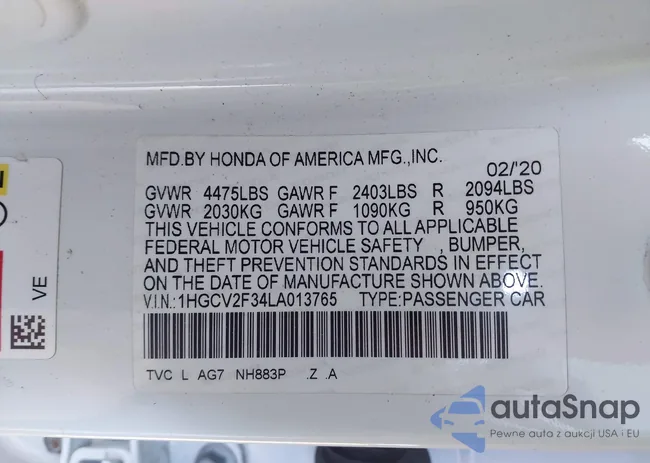 MFD.BY HONDA OF AMERICA MFG.,INC.
02/'20
GVWR 4475LBS GAWR F 2403LBS R 2094LBS
GVWR 2030KG GAWR F 1090KG R 950KG
THIS VEHICLE CONFORMS TO ALL APPLICABLE
FEDERAL MOTOR VEHICLE SAFETY , BUMPER,
AND THEFT PREVENTION STANDARDS IN EFFECT
ON THE DATE OF MANUFACTURE SHOWN ABOVE.
V.I.N.:1HGCV2F34LA013765 TYPE:PASSENGER CAR
TVC L AG7 NH883P .Z .A
VE
autaSnap
Pewne auta z aukcji USA i Kanady